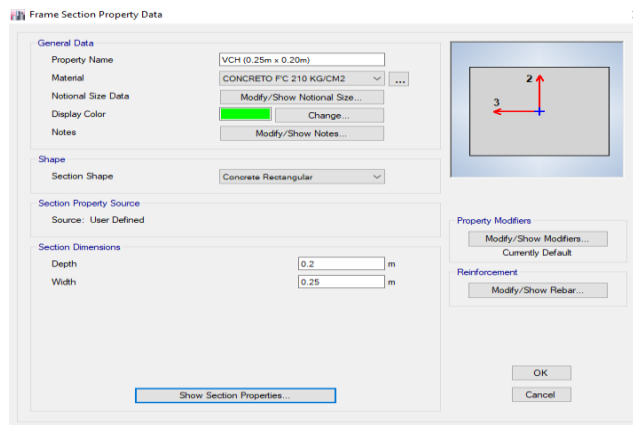 Frame Section Property Data
General Data
Property Name VCH (0.25m x 0.20m)
Material CONCRETO F'C 210 KG/CM2 ...
Notional Size Data Modify/Show Notional Size...
Display Color Change...
Notes Modify/Show Notes...
2
3
Shape
Section Shape Concrete Rectangular
Section Property Source
Source: User Defined
Property Modifiers
Modify/Show Modifiers...
Currently Default
Section Dimensions
Depth 0.2 m
Width 0.25 m
Reinforcement
Modify/Show Rebar...
OK
Show Section Properties...
Cancel